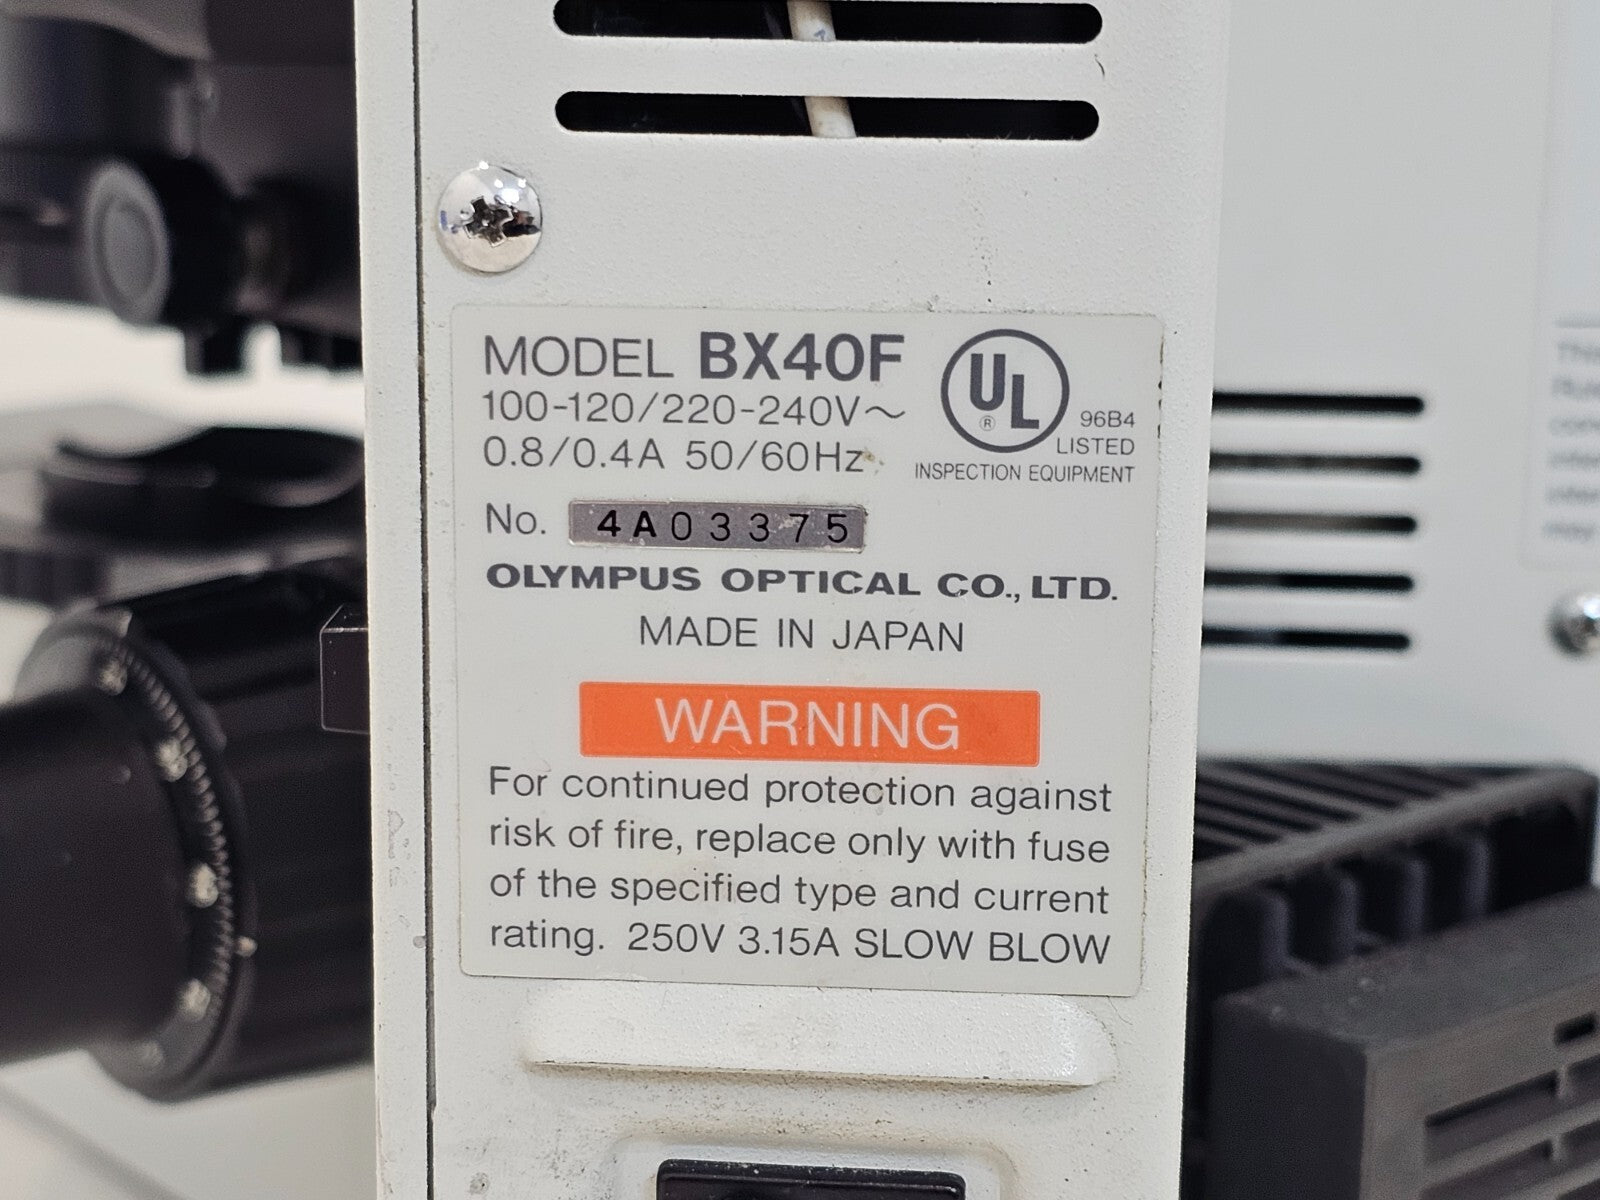 MODEL BX40F
100-120/220-240V～
0.8/0.4A 50/60Hz
UL
®
96B4
LISTED
INSPECTION EQUIPMENT
No. 4A03375
OLYMPUS OPTICAL CO., LTD.
MADE IN JAPAN
WARNING
For continued protection against
risk of fire, replace only with fuse
of the specified type and current
rating. 250V 3.15A SLOW BLOW